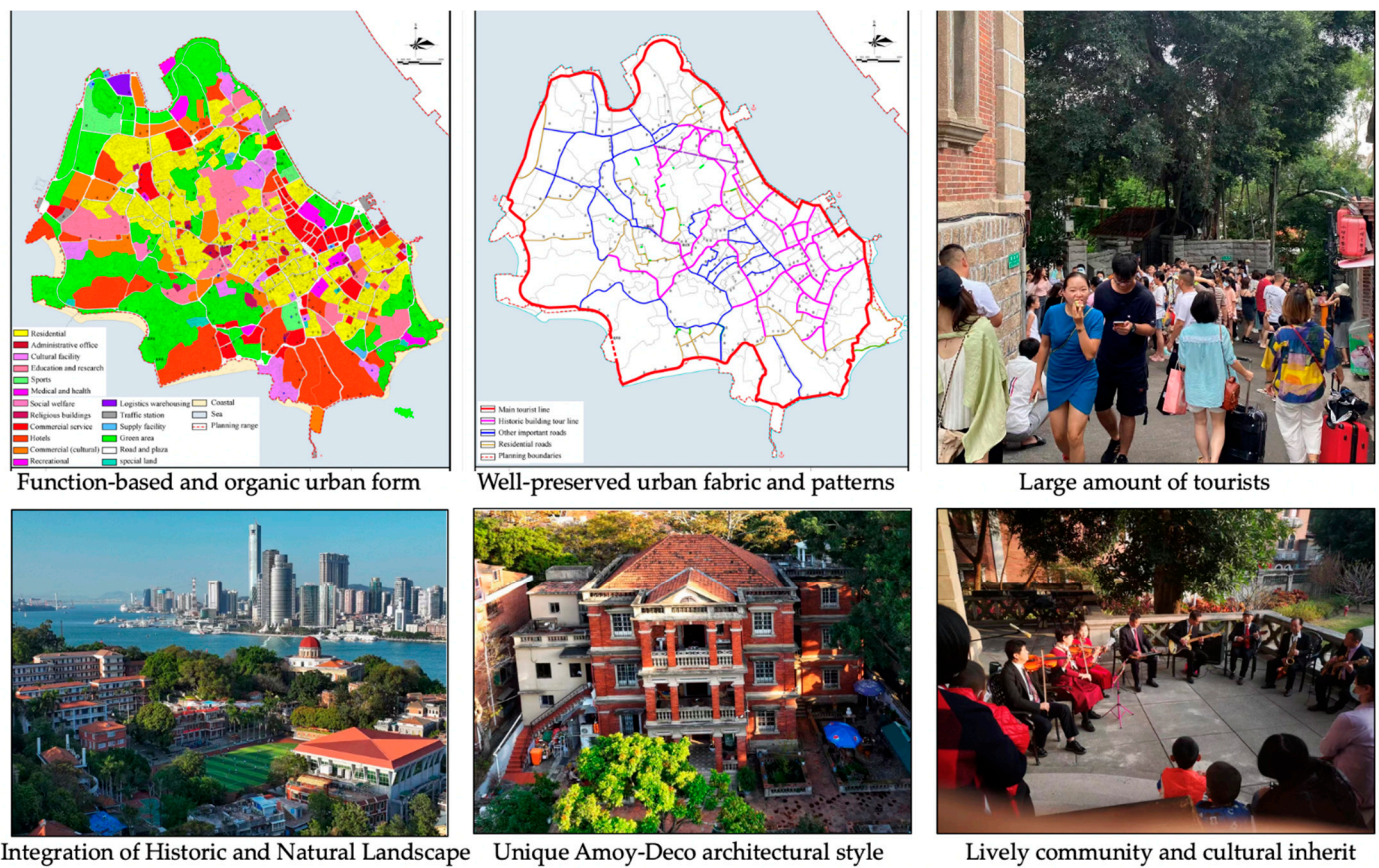 Residential
Administrative office
Cultural facility
Education and research
Sports
Medical and health
Social welfare
Religious buildings
Commercial service
Hotels
Commercial (cultural)
Recreational
Logistics warehousing
Traffic station
Supply facility
Green area
Road and plaza
special land
Coastal
Sea
Planning range
Function-based and organic urban form
Main tourist line
Historic building tour line
Other important roads
Residential roads
Planning boundaries
Well-preserved urban fabric and patterns
Large amount of tourists
Integration of Historic and Natural Landscape
Unique Amoy-Deco architectural style
Lively community and cultural inherit